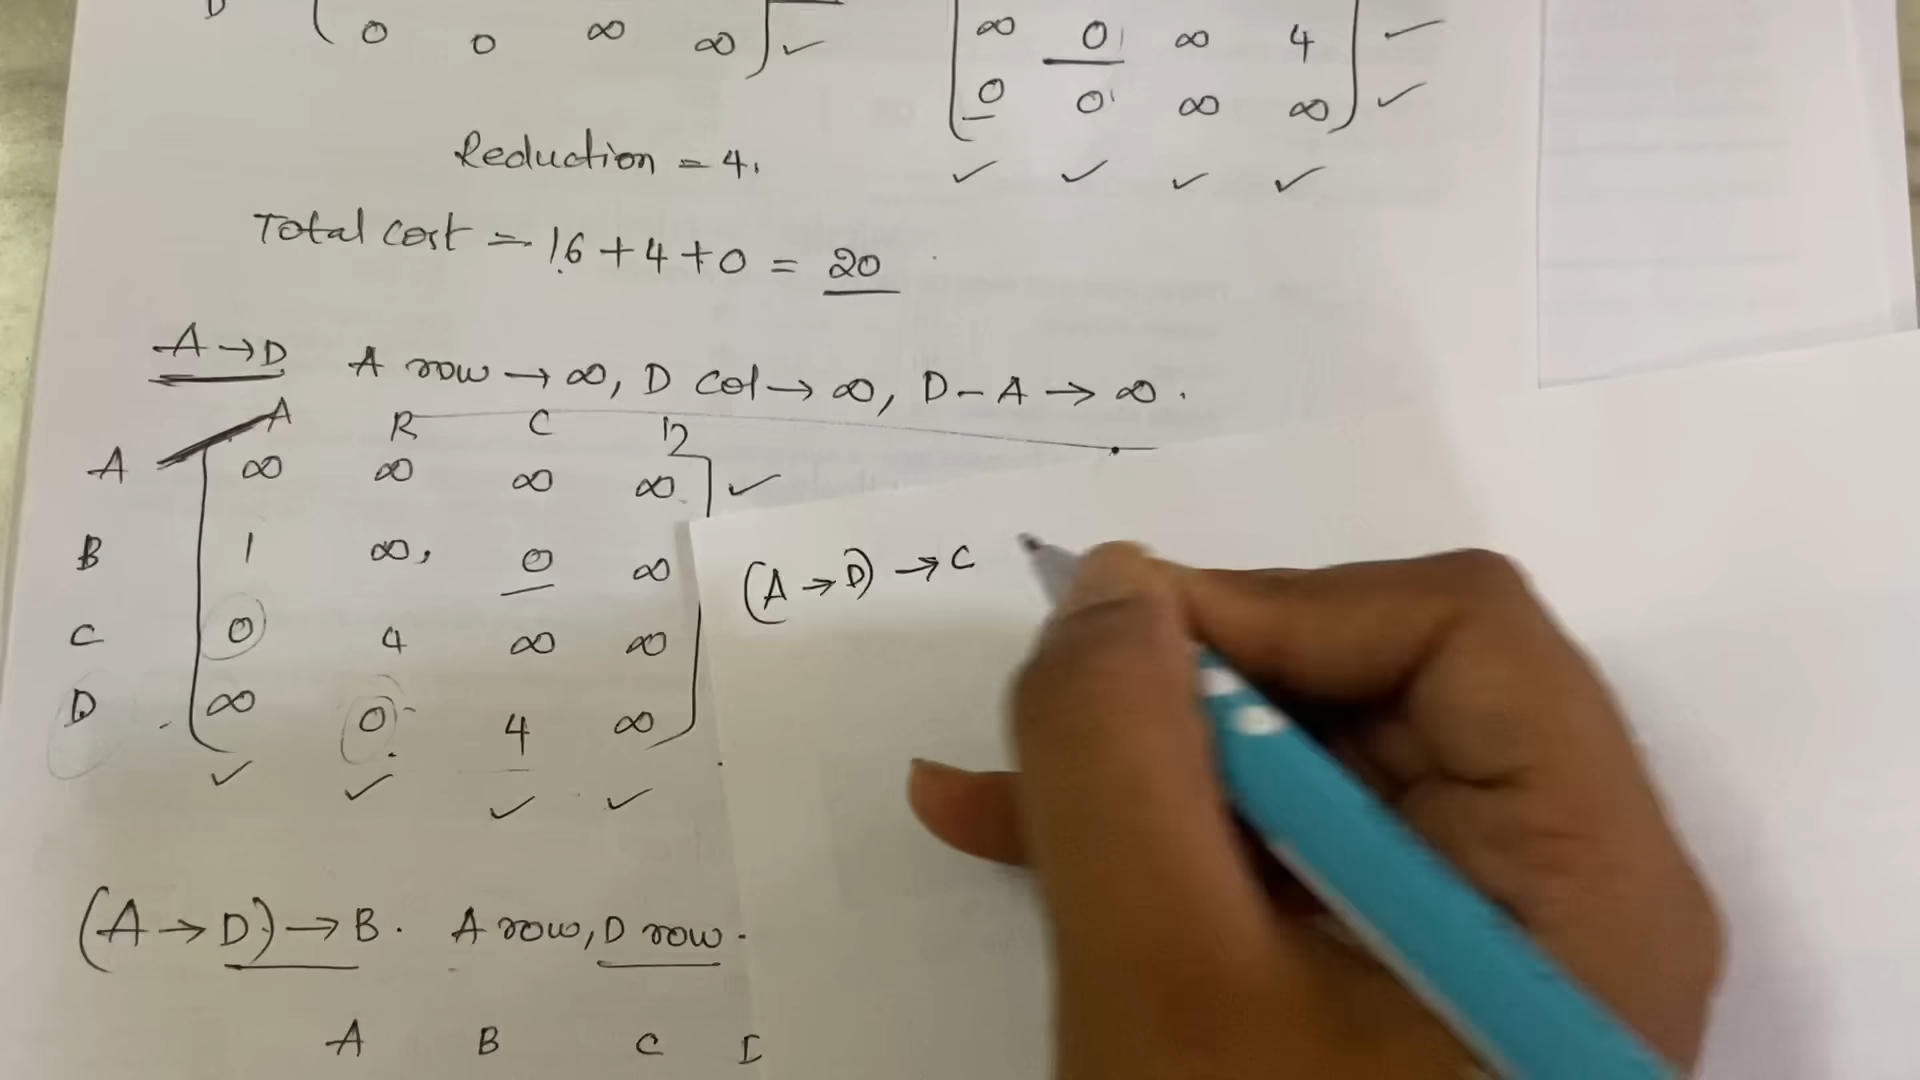 D ( 0 0 ∞ ∞ ] ✓
[ ∞ 0 ∞ 4 ] ✓
0 0 ∞ ∞ ✓
✓ ✓ ✓ ✓
Reduction = 4.
Total cost = 16 + 4 + 0 = 20
A → D A row → ∞, D Col → ∞, D - A → ∞.
A B C D
A ∞ ∞ ∞ ∞ ✓
B 1 ∞, 0 ∞
C 0 4 ∞ ∞
D ∞ 0 4 ∞
✓ ✓ ✓ ✓
(A → D) → C
(A → D) → B. A row, D row.
A B C